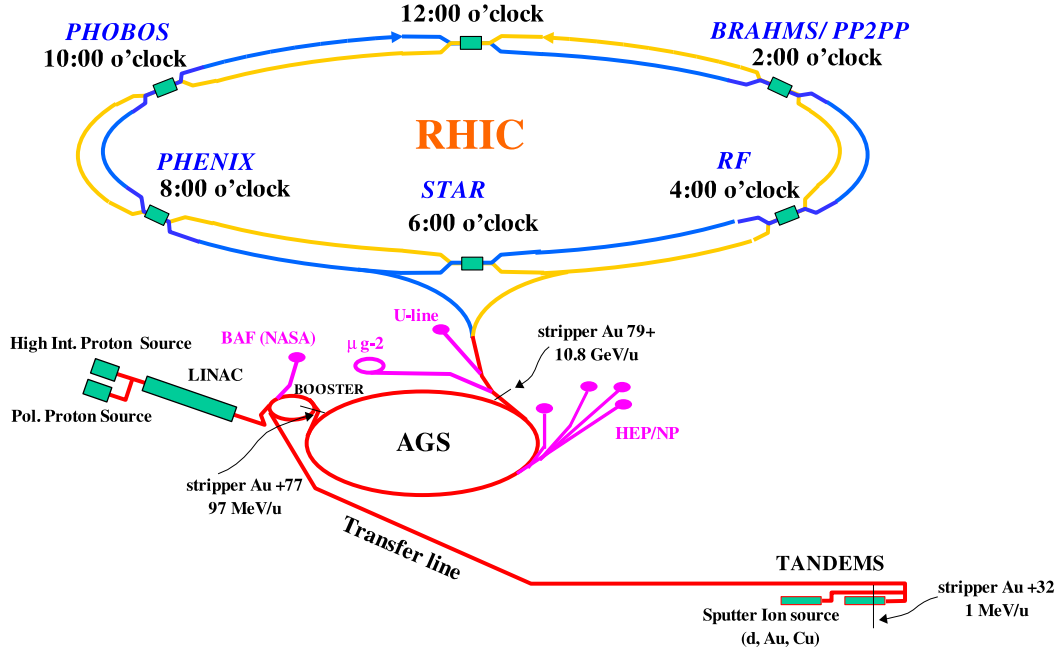 12:00 o'clock
PHOBOS
10:00 o'clock
BRAHMS/ PP2PP
2:00 o'clock
RHIC
PHENIX
8:00 o'clock
STAR
6:00 o'clock
RF
4:00 o'clock
U-line
stripper Au 79+
10.8 GeV/u
BAF (NASA)
μ g-2
High Int. Proton Source
LINAC
BOOSTER
Pol. Proton Source
AGS
HEP/NP
stripper Au +77
97 MeV/u
Transfer line
TANDEMS
stripper Au +32
1 MeV/u
Sputter Ion source
(d, Au, Cu)